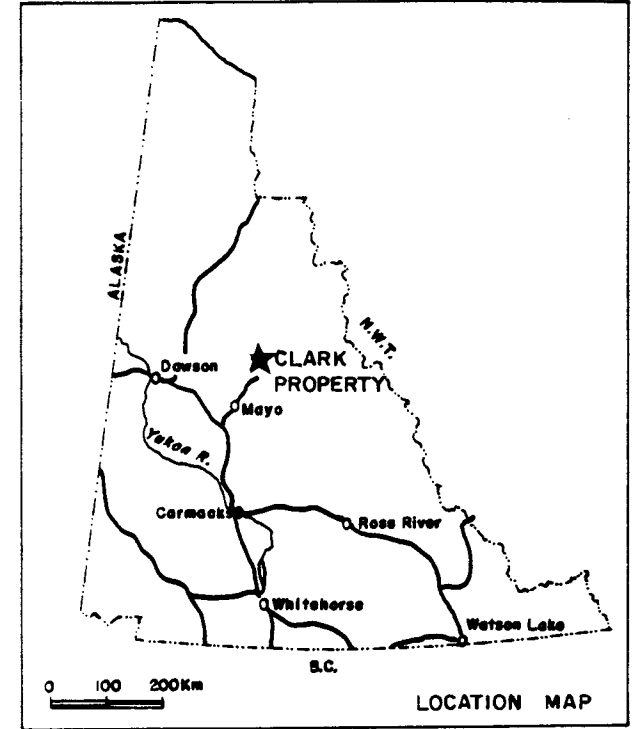 ALASKA
N.W.T.
Dawson
CLARK
PROPERTY
Mayo
Yukon R.
Carmacks
Ross River
Whitehorse
Watson Lake
B.C.
0 100 200Km
LOCATION MAP